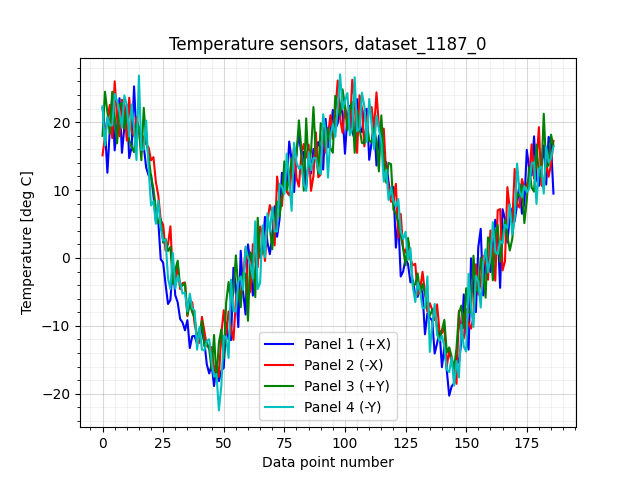 Temperature sensors, dataset_1187_0
Temperature [deg C]
20
10
0
−10
−20
Panel 1 (+X)
Panel 2 (-X)
Panel 3 (+Y)
Panel 4 (-Y)
0 25 50 75 100 125 150 175
Data point number